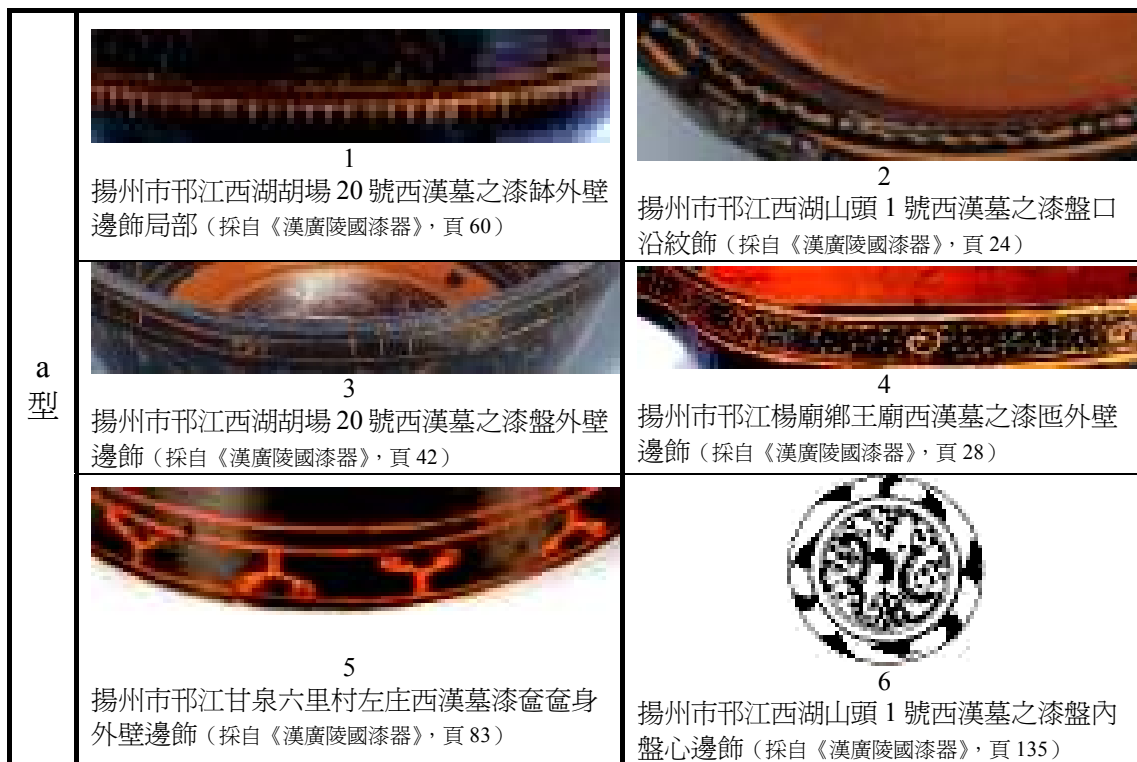 a
型
1
揚州市邗江西湖胡場 20 號西漢墓之漆缽外壁
邊飾局部（採自《漢廣陵國漆器》，頁 60）
2
揚州市邗江西湖山頭 1 號西漢墓之漆盤口
沿紋飾（採自《漢廣陵國漆器》，頁 24）
3
揚州市邗江西湖胡場 20 號西漢墓之漆盤外壁
邊飾（採自《漢廣陵國漆器》，頁 42）
4
揚州市邗江楊廟鄉王廟西漢墓之漆匜外壁
邊飾（採自《漢廣陵國漆器》，頁 28）
5
揚州市邗江甘泉六里村左庄西漢墓漆奩奩身
外壁邊飾（採自《漢廣陵國漆器》，頁 83）
6
揚州市邗江西湖山頭 1 號西漢墓之漆盤內
盤心邊飾（採自《漢廣陵國漆器》，頁 135）